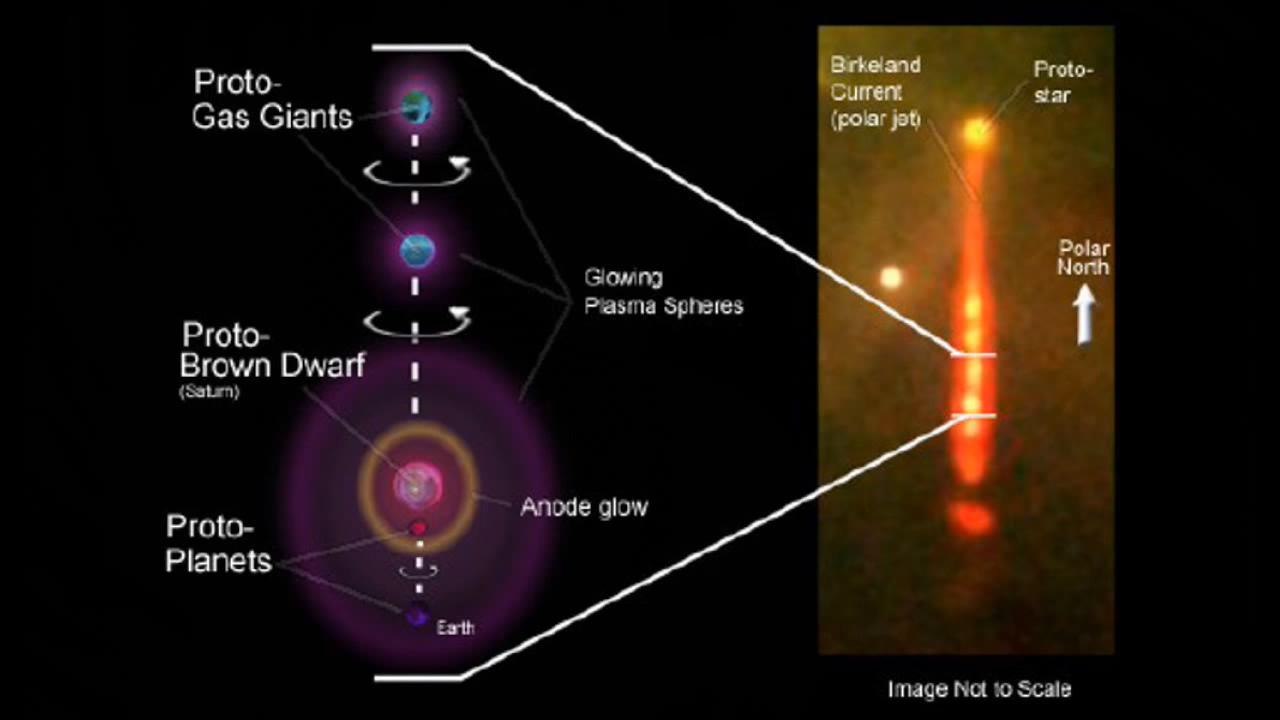 Proto-
Gas Giants
Proto-
Brown Dwarf
(Saturn)
Proto-
Planets
Earth
Glowing
Plasma Spheres
Anode glow
Birkeland
Current
(polar jet)
Proto-
star
Polar
North
Image Not to Scale